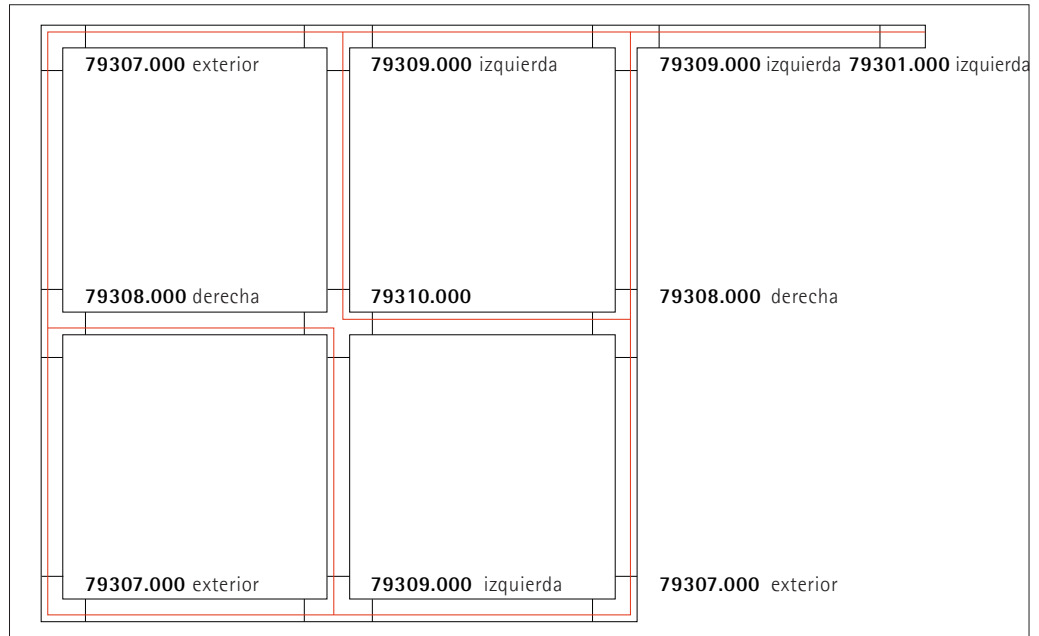 79307.000 exterior 79309.000 izquierda 79309.000 izquierda 79301.000 izquierda
79308.000 derecha 79310.000 79308.000 derecha
79307.000 exterior 79309.000 izquierda 79307.000 exterior